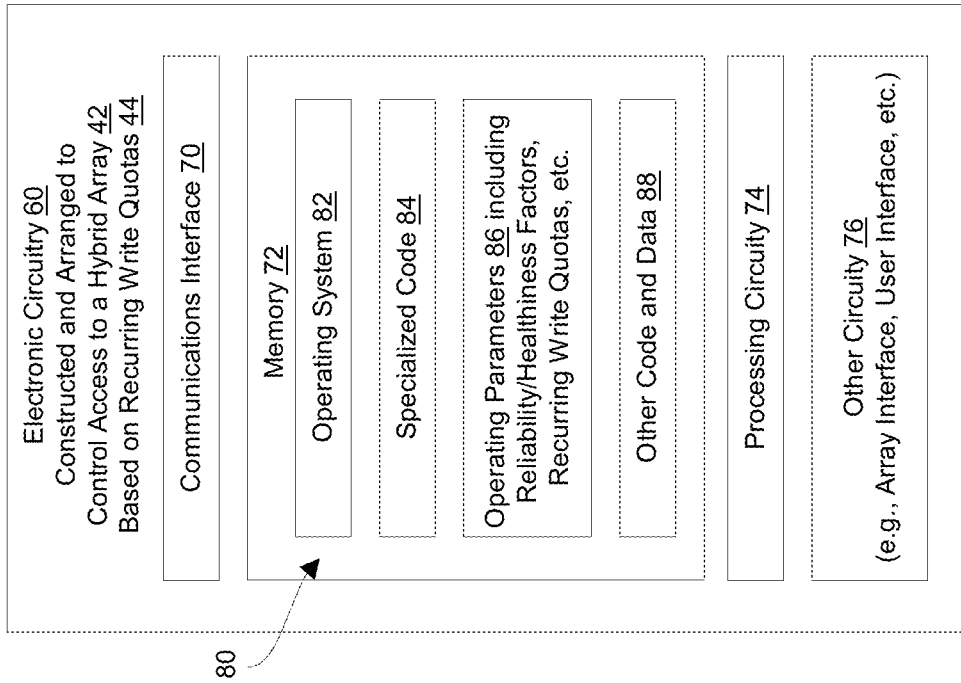 Electronic Circuitry 60
Constructed and Arranged to
Control Access to a Hybrid Array 42
Based on Recurring Write Quotas 44
Communications Interface 70
Memory 72
80
Operating System 82
Specialized Code 84
Operating Parameters 86 including
Reliability/Healthiness Factors,
Recurring Write Quotas, etc.
Other Code and Data 88
Processing Circuity 74
Other Circuity 76
(e.g., Array Interface, User Interface, etc.)